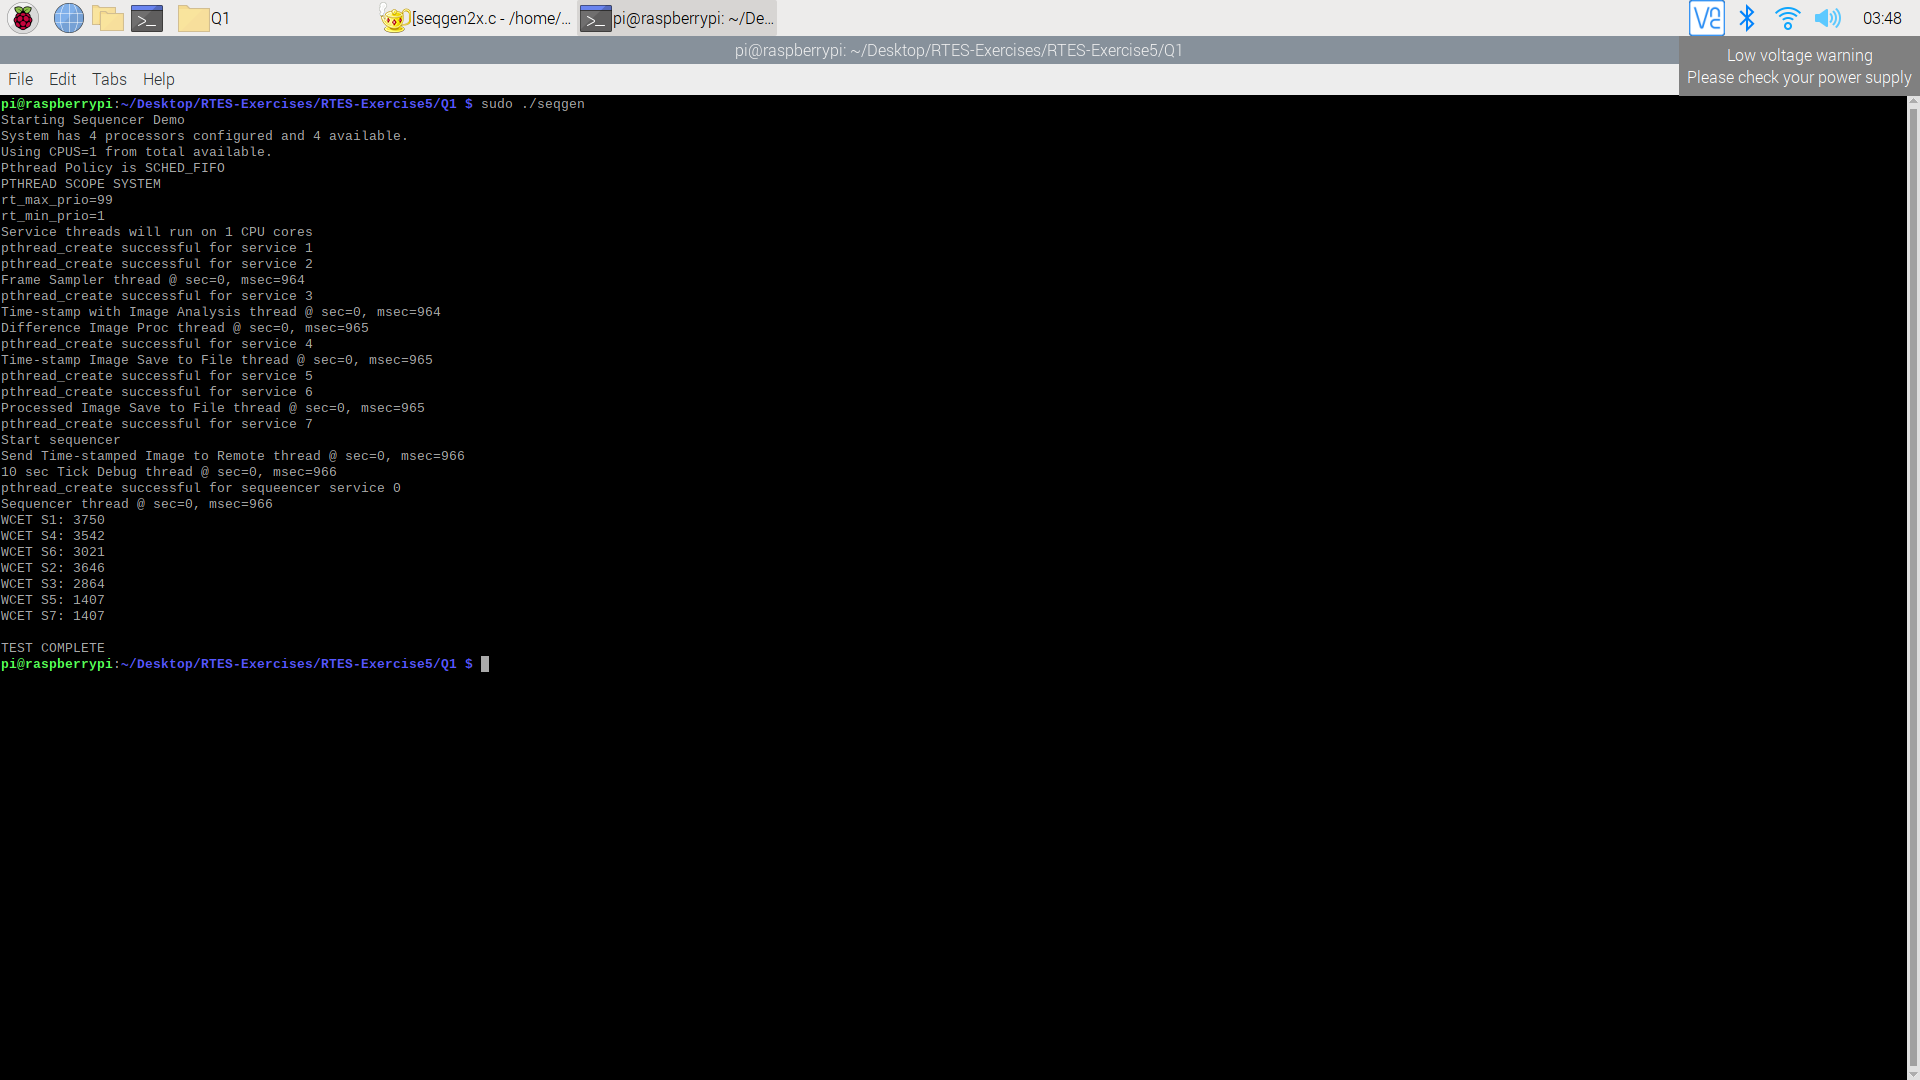 Q1
[seqgen2x.c - /home/...
pi@raspberrypi: ~/De...
03:48
pi@raspberrypi: ~/Desktop/RTES-Exercises/RTES-Exercise5/Q1
Low voltage warning
Please check your power supply
File Edit Tabs Help
pi@raspberrypi:~/Desktop/RTES-Exercises/RTES-Exercise5/Q1 $ sudo ./seqgen
Starting Sequencer Demo
System has 4 processors configured and 4 available.
Using CPUS=1 from total available.
Pthread Policy is SCHED_FIFO
PTHREAD SCOPE SYSTEM
rt_max_prio=99
rt_min_prio=1
Service threads will run on 1 CPU cores
pthread_create successful for service 1
pthread_create successful for service 2
Frame Sampler thread @ sec=0, msec=964
pthread_create successful for service 3
Time-stamp with Image Analysis thread @ sec=0, msec=964
Difference Image Proc thread @ sec=0, msec=965
pthread_create successful for service 4
Time-stamp Image Save to File thread @ sec=0, msec=965
pthread_create successful for service 5
pthread_create successful for service 6
Processed Image Save to File thread @ sec=0, msec=965
pthread_create successful for service 7
Start sequencer
Send Time-stamped Image to Remote thread @ sec=0, msec=966
10 sec Tick Debug thread @ sec=0, msec=966
pthread_create successful for sequeencer service 0
Sequencer thread @ sec=0, msec=966
WCET S1: 3750
WCET S4: 3542
WCET S6: 3021
WCET S2: 3646
WCET S3: 2864
WCET S5: 1407
WCET S7: 1407
TEST COMPLETE
pi@raspberrypi:~/Desktop/RTES-Exercises/RTES-Exercise5/Q1 $